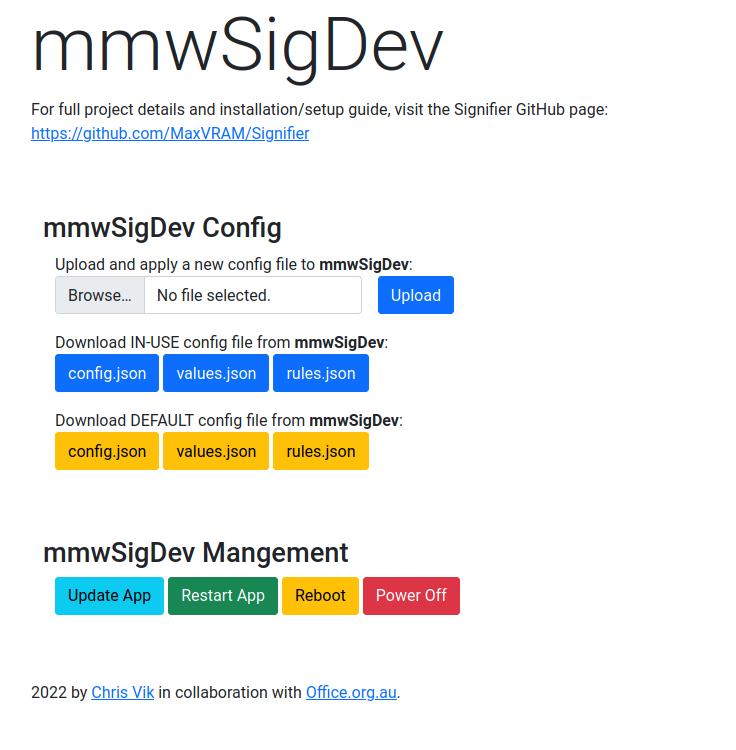 mmwSigDev
For full project details and installation/setup guide, visit the Signifier GitHub page:
https://github.com/MaxVRAM/Signifier
mmwSigDev Config
Upload and apply a new config file to mmwSigDev:
Browse... No file selected. Upload
Download IN-USE config file from mmwSigDev:
config.json values.json rules.json
Download DEFAULT config file from mmwSigDev:
config.json values.json rules.json
mmwSigDev Mangement
Update App Restart App Reboot Power Off
2022 by Chris Vik in collaboration with Office.org.au.